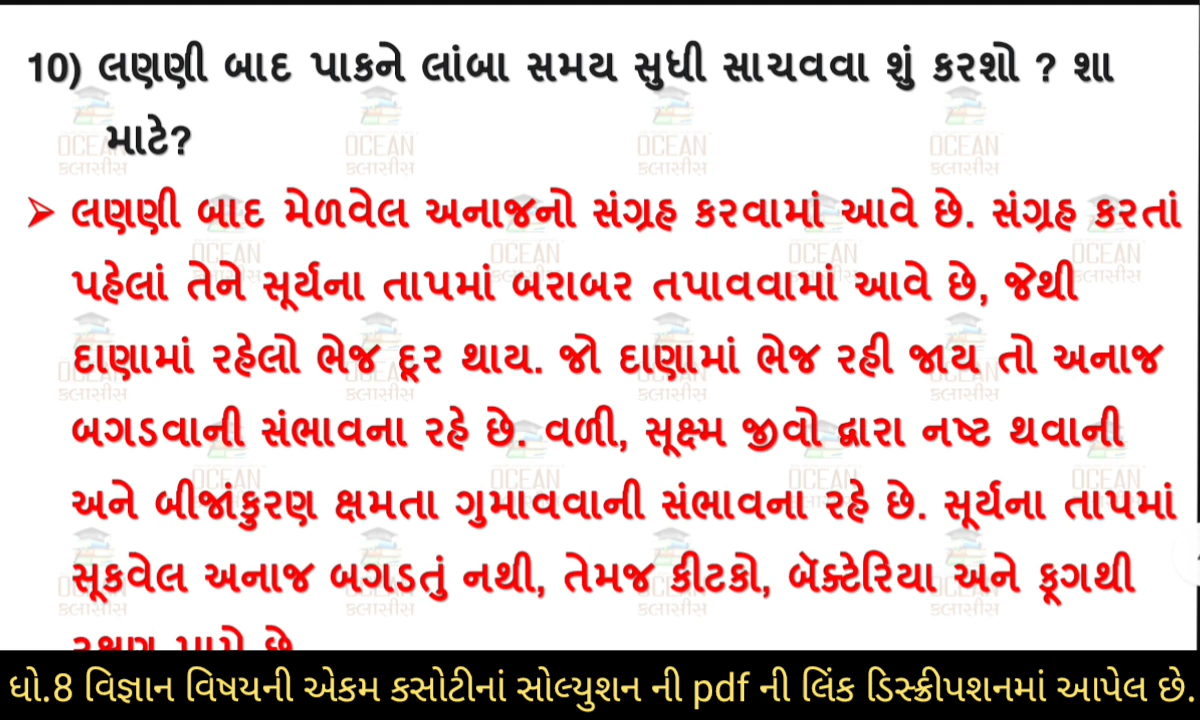 10) લણણી બાદ પાકને લાંબા સમય સુધી સાચવવા શું કરશો ? શા
માટે?
➢ લણણી બાદ મેળવેલ અનાજનો સંગ્રહ કરવામાં આવે છે. સંગ્રહ કરતાં
પહેલાં તેને સૂર્યના તાપમાં બરાબર તપાવવામાં આવે છે, જેથી
દાણામાં રહેલો ભેજ દૂર થાય. જો દાણામાં ભેજ રહી જાય તો અનાજ
બગડવાની સંભાવના રહે છે. વળી, સૂક્ષ્મ જીવો દ્વારા નષ્ટ થવાની
અને બીજાંકુરણ ક્ષમતા ગુમાવવાની સંભાવના રહે છે. સૂર્યના તાપમાં
સૂકવેલ અનાજ બગડતું નથી, તેમજ કીટકો, બૅક્ટેરિયા અને ફૂગથી
ધો.8 વિજ્ઞાન વિષયની એકમ કસોટીનાં સોલ્યુશન ની pdf ની લિંક ડિસ્ક્રીપશનમાં આપેલ છે.